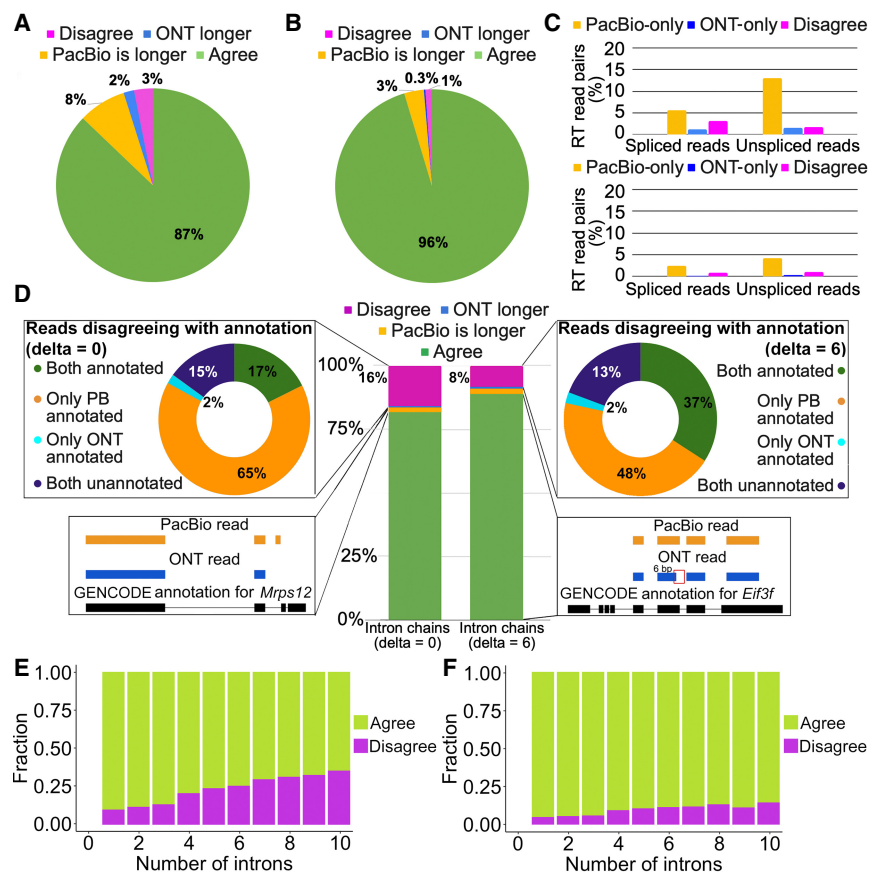 A
Disagree ONT longer
PacBio is longer Agree
8%
2%
3%
87%
B
Disagree ONT longer
PacBio is longer Agree
3%
0.3%
1%
96%
C
PacBio-only ONT-only Disagree
RT read pairs
(%)
20
15
10
5
0
Spliced reads Unspliced reads
PacBio-only ONT-only Disagree
RT read pairs
(%)
20
15
10
5
0
Spliced reads Unspliced reads
D
Reads disagreeing with annotation
(delta = 0)
Both annotated
Only PB
annotated
Only ONT
annotated
Both unannotated
15%
17%
2%
65%
Disagree ONT longer
PacBio is longer
Agree
100%
75%
25%
0%
16%
8%
Intron chains
(delta = 0)
Intron chains
(delta = 6)
Reads disagreeing with annotation
(delta = 6)
Both annotated
Only PB
annotated
Only ONT
annotated
Both unannotated
13%
37%
2%
48%
PacBio read
ONT read
GENCODE annotation for Mrps12
PacBio read
ONT read
6 bp
GENCODE annotation for Eif3f
E
Fraction
1.00
0.75
0.50
0.25
0.00
0 2 4 6 8 10
Number of introns
Agree
Disagree
F
Fraction
1.00
0.75
0.50
0.25
0.00
0 2 4 6 8 10
Number of introns
Agree
Disagree